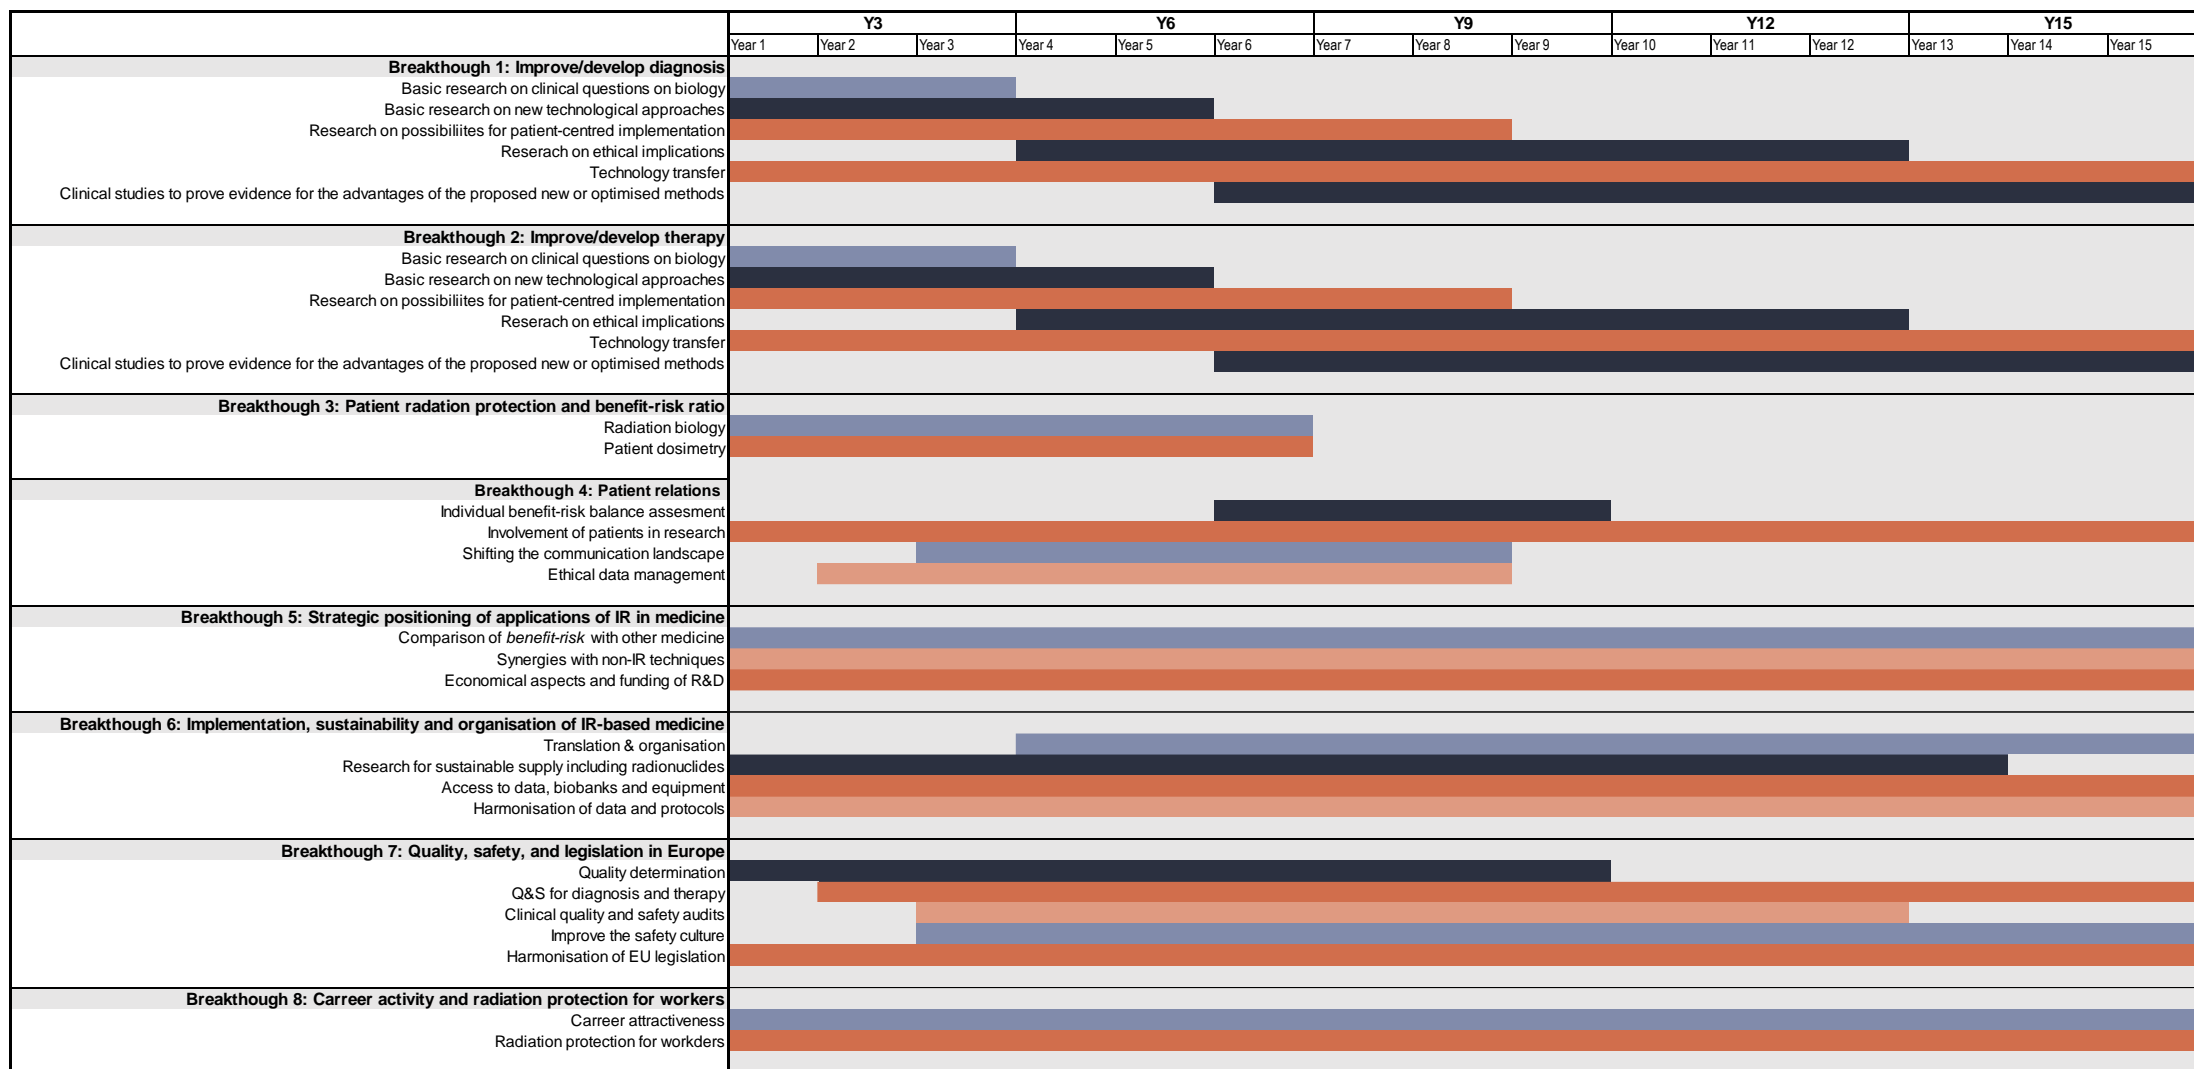 Y3 Y6 Y9 Y12 Y15
Year 1 Year 2 Year 3 Year 4 Year 5 Year 6 Year 7 Year 8 Year 9 Year 10 Year 11 Year 12 Year 13 Year 14 Year 15
Breakthough 1: Improve/develop diagnosis
Basic research on clinical questions on biology
Basic research on new technological approaches
Research on possibiliites for patient-centred implementation
Reserach on ethical implications
Technology transfer
Clinical studies to prove evidence for the advantages of the proposed new or optimised methods
Breakthough 2: Improve/develop therapy
Basic research on clinical questions on biology
Basic research on new technological approaches
Research on possibiliites for patient-centred implementation
Reserach on ethical implications
Technology transfer
Clinical studies to prove evidence for the advantages of the proposed new or optimised methods
Breakthough 3: Patient radation protection and benefit-risk ratio
Radiation biology
Patient dosimetry
Breakthough 4: Patient relations
Individual benefit-risk balance assesment
Involvement of patients in research
Shifting the communication landscape
Ethical data management
Breakthough 5: Strategic positioning of applications of IR in medicine
Comparison of benefit-risk with other medicine
Synergies with non-IR techniques
Economical aspects and funding of R&D
Breakthough 6: Implementation, sustainability and organisation of IR-based medicine
Translation & organisation
Research for sustainable supply including radionuclides
Access to data, biobanks and equipment
Harmonisation of data and protocols
Breakthough 7: Quality, safety, and legislation in Europe
Quality determination
Q&S for diagnosis and therapy
Clinical quality and safety audits
Improve the safety culture
Harmonisation of EU legislation
Breakthough 8: Carreer activity and radiation protection for workers
Carreer attractiveness
Radiation protection for workders